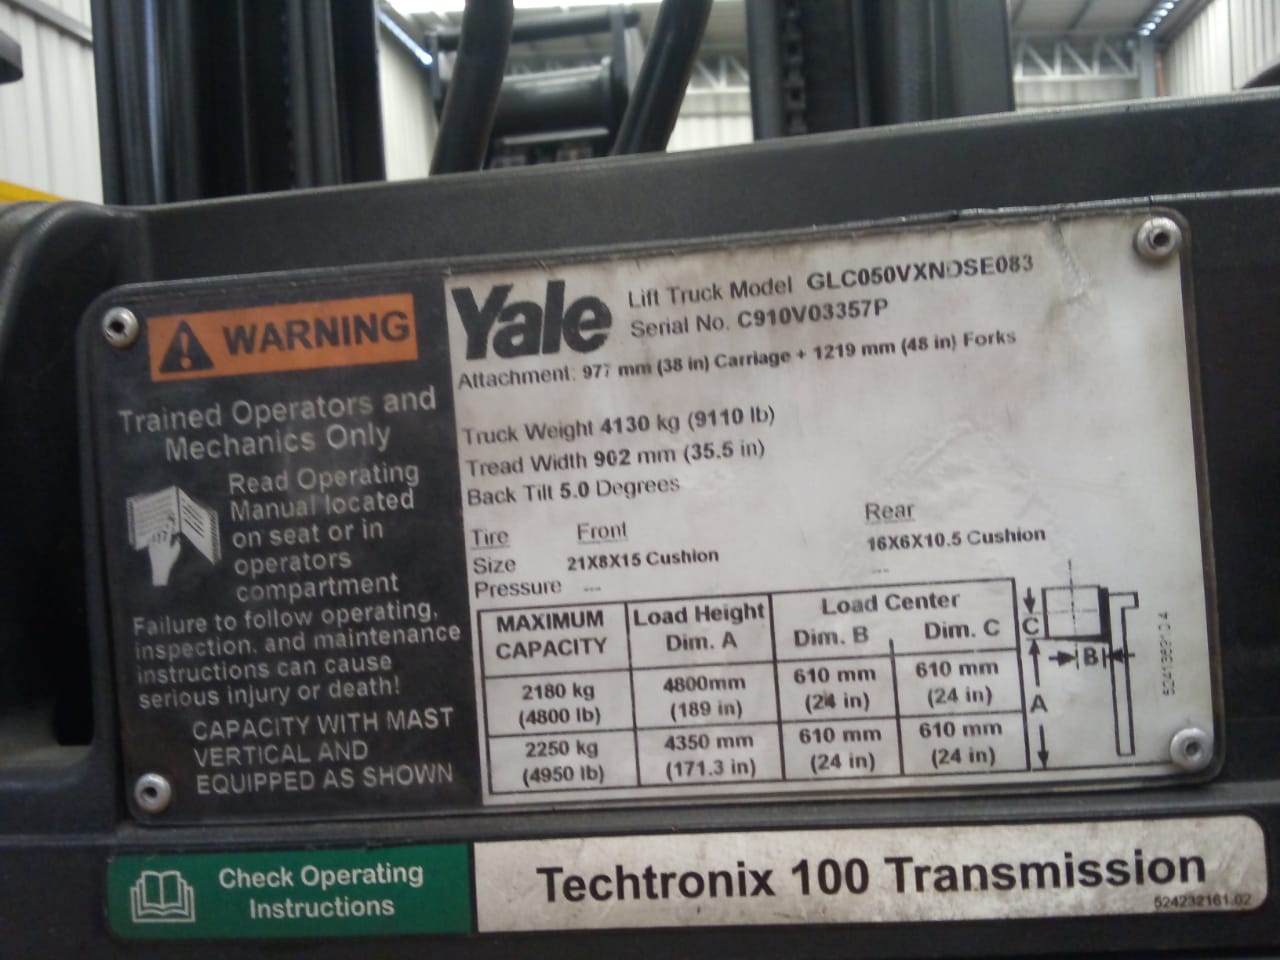 WARNING
Trained Operators and
Mechanics Only
Read Operating
Manual located
on seat or in
operators
compartment
Failure to follow operating,
inspection, and maintenance
instructions can cause
serious injury or death!
CAPACITY WITH MAST
VERTICAL AND
EQUIPPED AS SHOWN
Yale
Lift Truck Model GLC050VXNDSE083
Serial No. C910V03357P
Attachment: 977 mm (38 in) Carriage + 1219 mm (48 in) Forks
Truck Weight 4130 kg (9110 lb)
Tread Width 902 mm (35.5 in)
Back Tilt 5.0 Degrees
Tire Front Rear
Size 21X8X15 Cushion 16X6X10.5 Cushion
Pressure --- ---
MAXIMUM CAPACITY Load Height Dim. A Load Center Dim. B Dim. C
2180 kg (4800 lb) 4800mm (189 in) 610 mm (24 in) 610 mm (24 in)
2250 kg (4950 lb) 4350 mm (171.3 in) 610 mm (24 in) 610 mm (24 in)
C
B
A
Check Operating
Instructions
Techtronix 100 Transmission
524232161.02